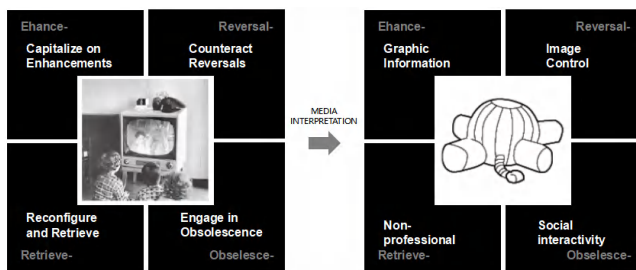 Ehance-
Reversal-
Capitalize on
Enhancements
Counteract
Reversals
Reconfigure
and Retrieve
Engage in
Obsolescence
Retrieve-
Obselesce-
MEDIA
INTERPRETATION
Ehance-
Reversal-
Graphic
Information
Image
Control
Non-
professional
Social
interactivity
Retrieve-
Obselesce-